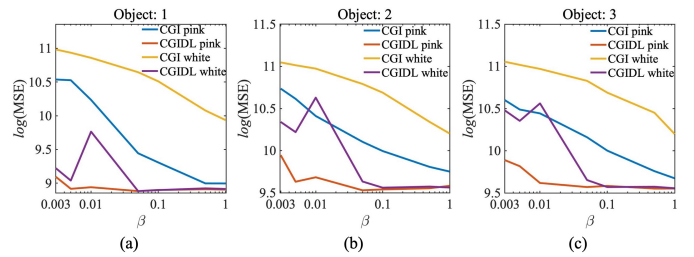 Object: 1
log(MSE)
11
10.5
10
9.5
9
0.003
0.01
0.1
1
β
CGI pink
CGIDL pink
CGI white
CGIDL white
(a)
Object: 2
log(MSE)
11.5
11
10.5
10
9.5
0.003
0.01
0.1
1
β
CGI pink
CGIDL pink
CGI white
CGIDL white
(b)
Object: 3
log(MSE)
11.5
11
10.5
10
9.5
0.003
0.01
0.1
1
β
CGI pink
CGIDL pink
CGI white
CGIDL white
(c)